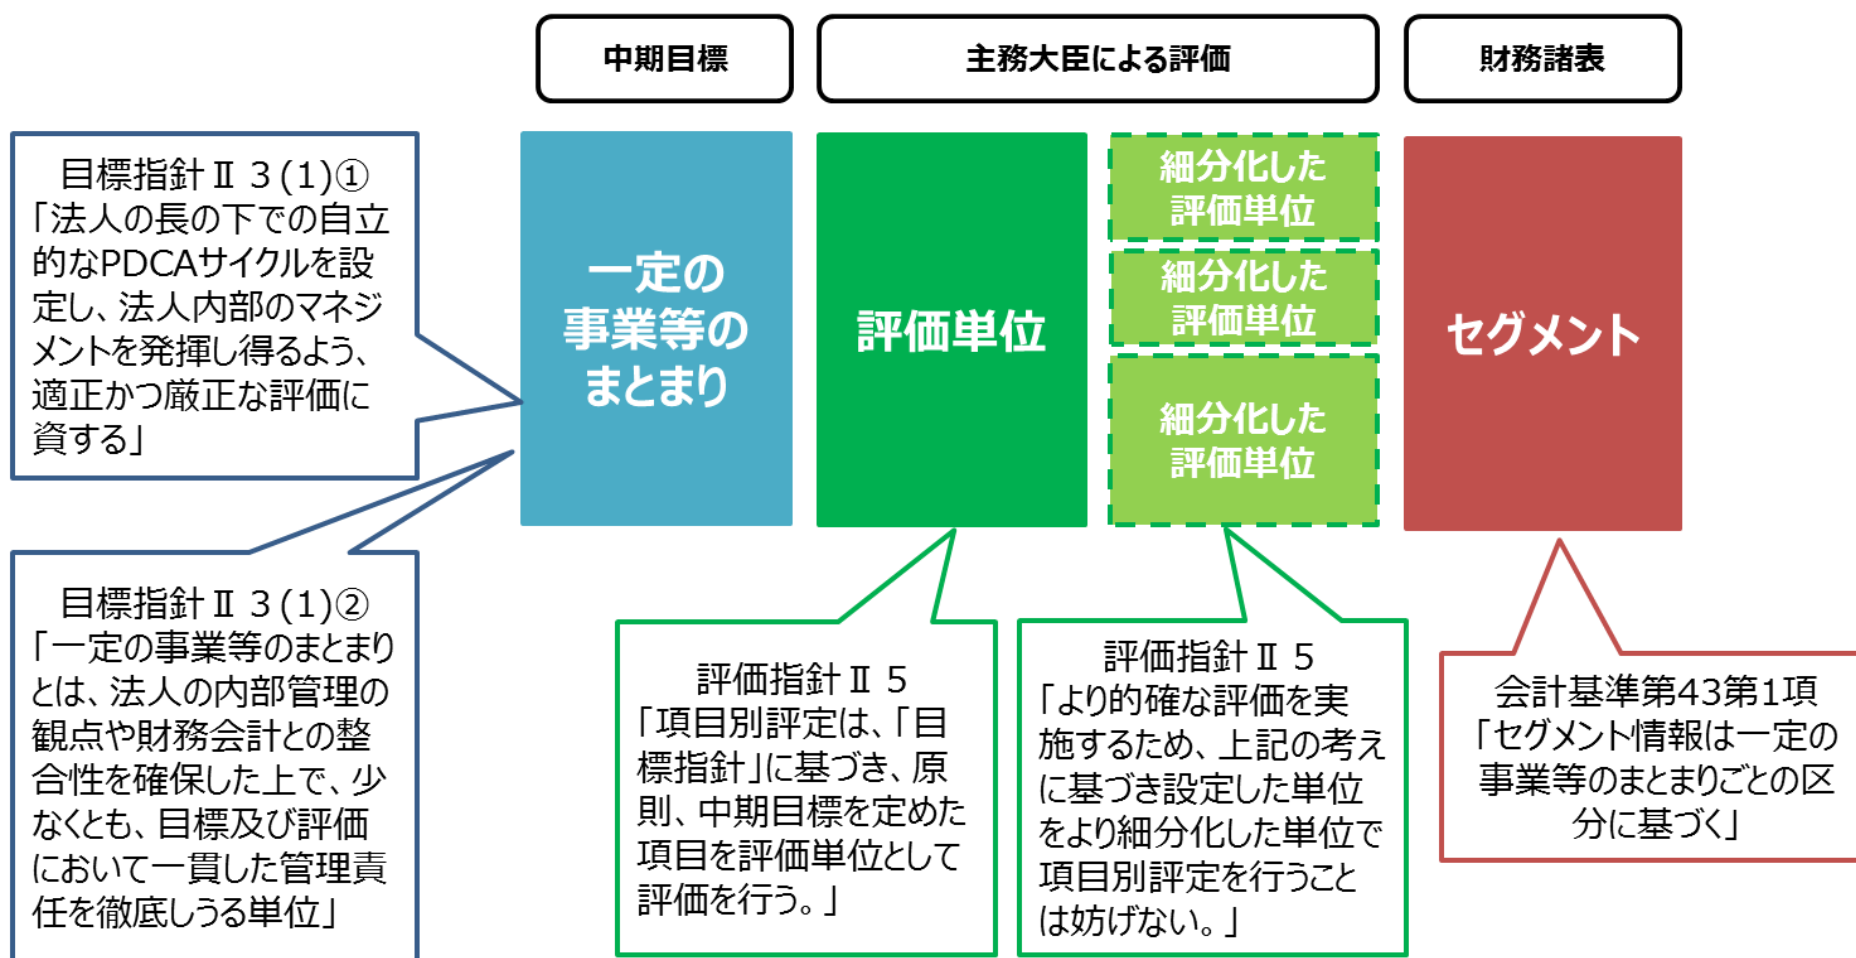 中期目標
主務大臣による評価
財務諸表
目標指針Ⅱ３(1)①
「法人の長の下での自立
的なPDCAサイクルを設
定し、法人内部のマネジ
メントを発揮し得るよう、
適正かつ厳正な評価に
資する」
一定の
事業等の
まとまり
評価単位
細分化した
評価単位
細分化した
評価単位
細分化した
評価単位
セグメント
目標指針Ⅱ３(1)②
「一定の事業等のまとまり
とは、法人の内部管理の
観点や財務会計との整
合性を確保した上で、少
なくとも、目標及び評価
において一貫した管理責
任を徹底しうる単位」
評価指針Ⅱ５
「項目別評定は、「目
標指針」に基づき、原
則、中期目標を定めた
項目を評価単位として
評価を行う。」
評価指針Ⅱ５
「より的確な評価を実
施するため、上記の考え
に基づき設定した単位
をより細分化した単位で
項目別評定を行うこと
は妨げない。」
会計基準第43第1項
「セグメント情報は一定の
事業等のまとまりごとの区
分に基づく」